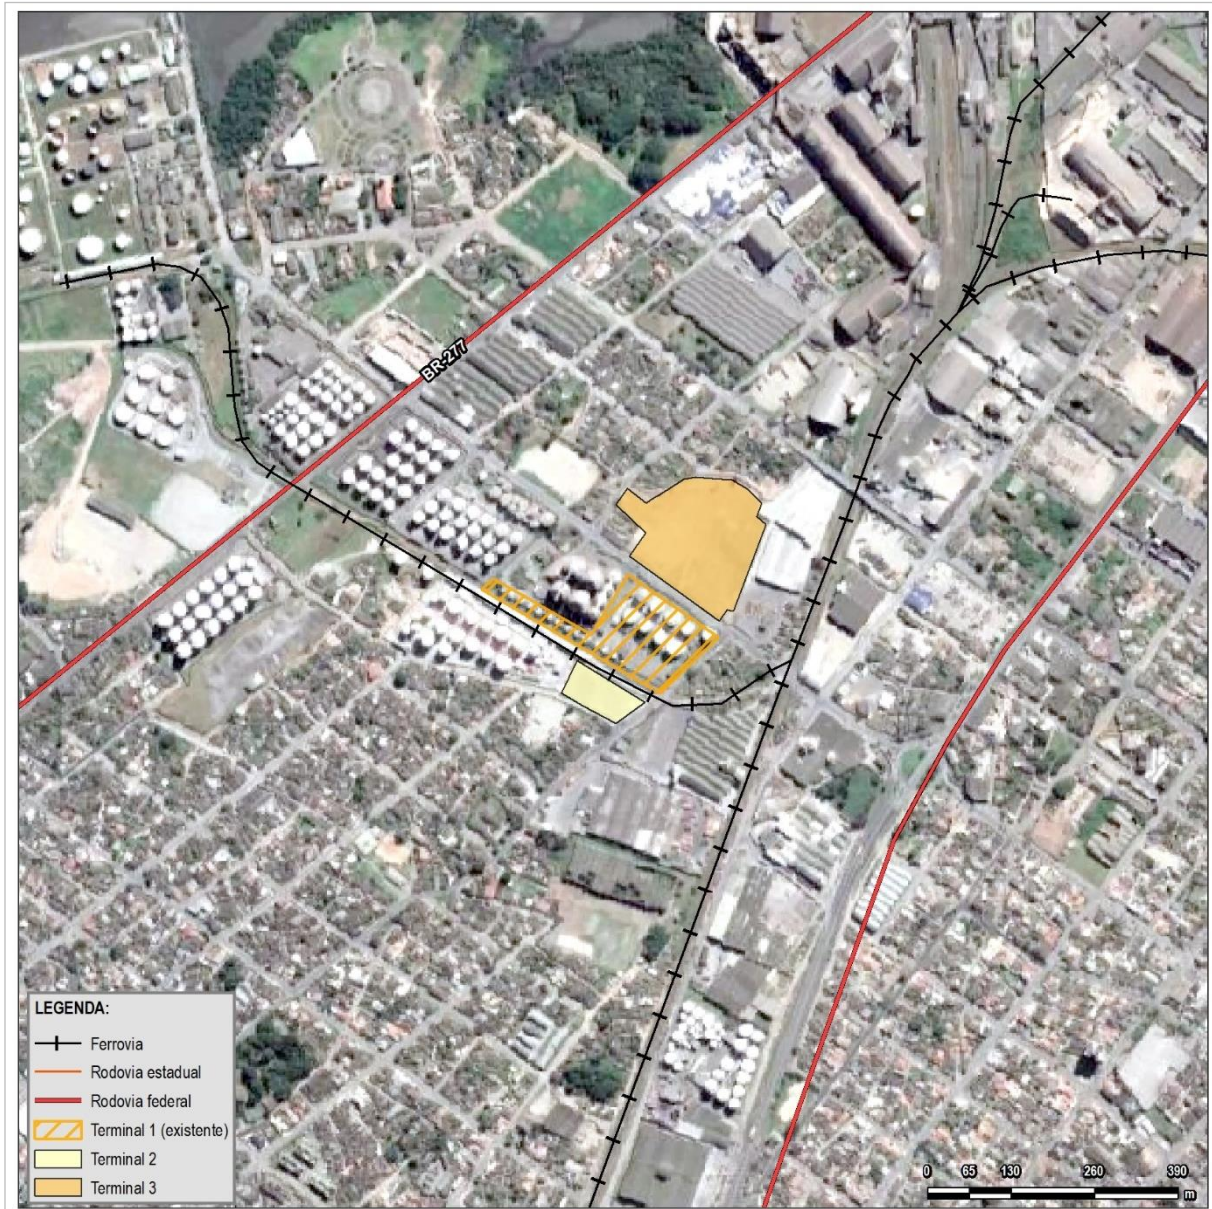 BR-277
LEGENDA:
Ferrovia
Rodovia estadual
Rodovia federal
Terminal 1 (existente)
Terminal 2
Terminal 3
0 65 130 260 390
m